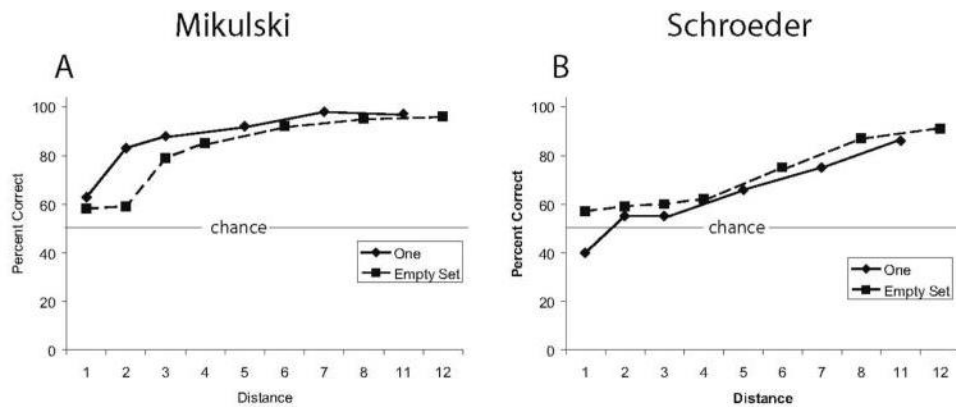 Mikulski
A
Percent Correct
100
80
60
40
20
0
chance
One
Empty Set
1 2 3 4 5 6 7 8 11 12
Distance
Schroeder
B
Percent Correct
100
80
60
40
20
0
chance
One
Empty Set
1 2 3 4 5 6 7 8 11 12
Distance